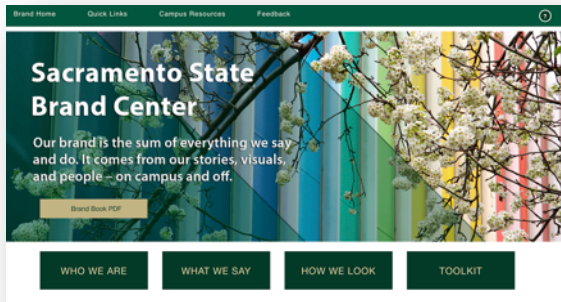 Brand Home Quick Links Campus Resources Feedback ?
Sacramento State
Brand Center
Our brand is the sum of everything we say
and do. It comes from our stories, visuals,
and people – on campus and off.
Brand Book PDF
WHO WE ARE WHAT WE SAY HOW WE LOOK TOOLKIT